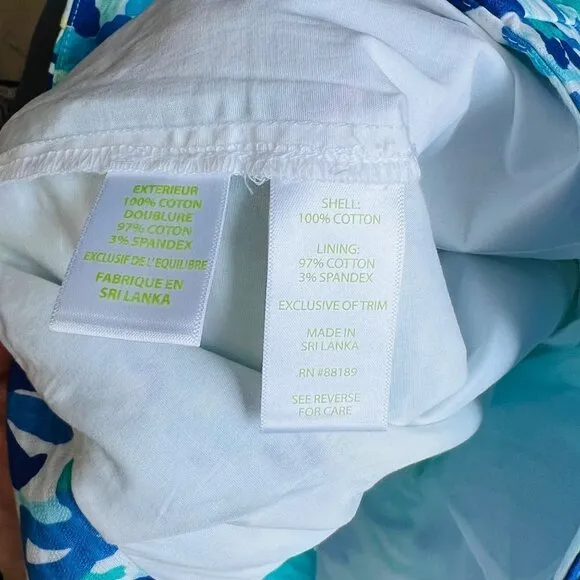 EXTERIEUR
100% COTON
DOUBLURE
97% COTON
3% SPANDEX
EXCLUSIF DE L'EQUILIBRE
FABRIQUE EN
SRI LANKA
SHELL:
100% COTTON
LINING:
97% COTTON
3% SPANDEX
EXCLUSIVE OF TRIM
MADE IN
SRI LANKA
RN #88189
SEE REVERSE
FOR CARE